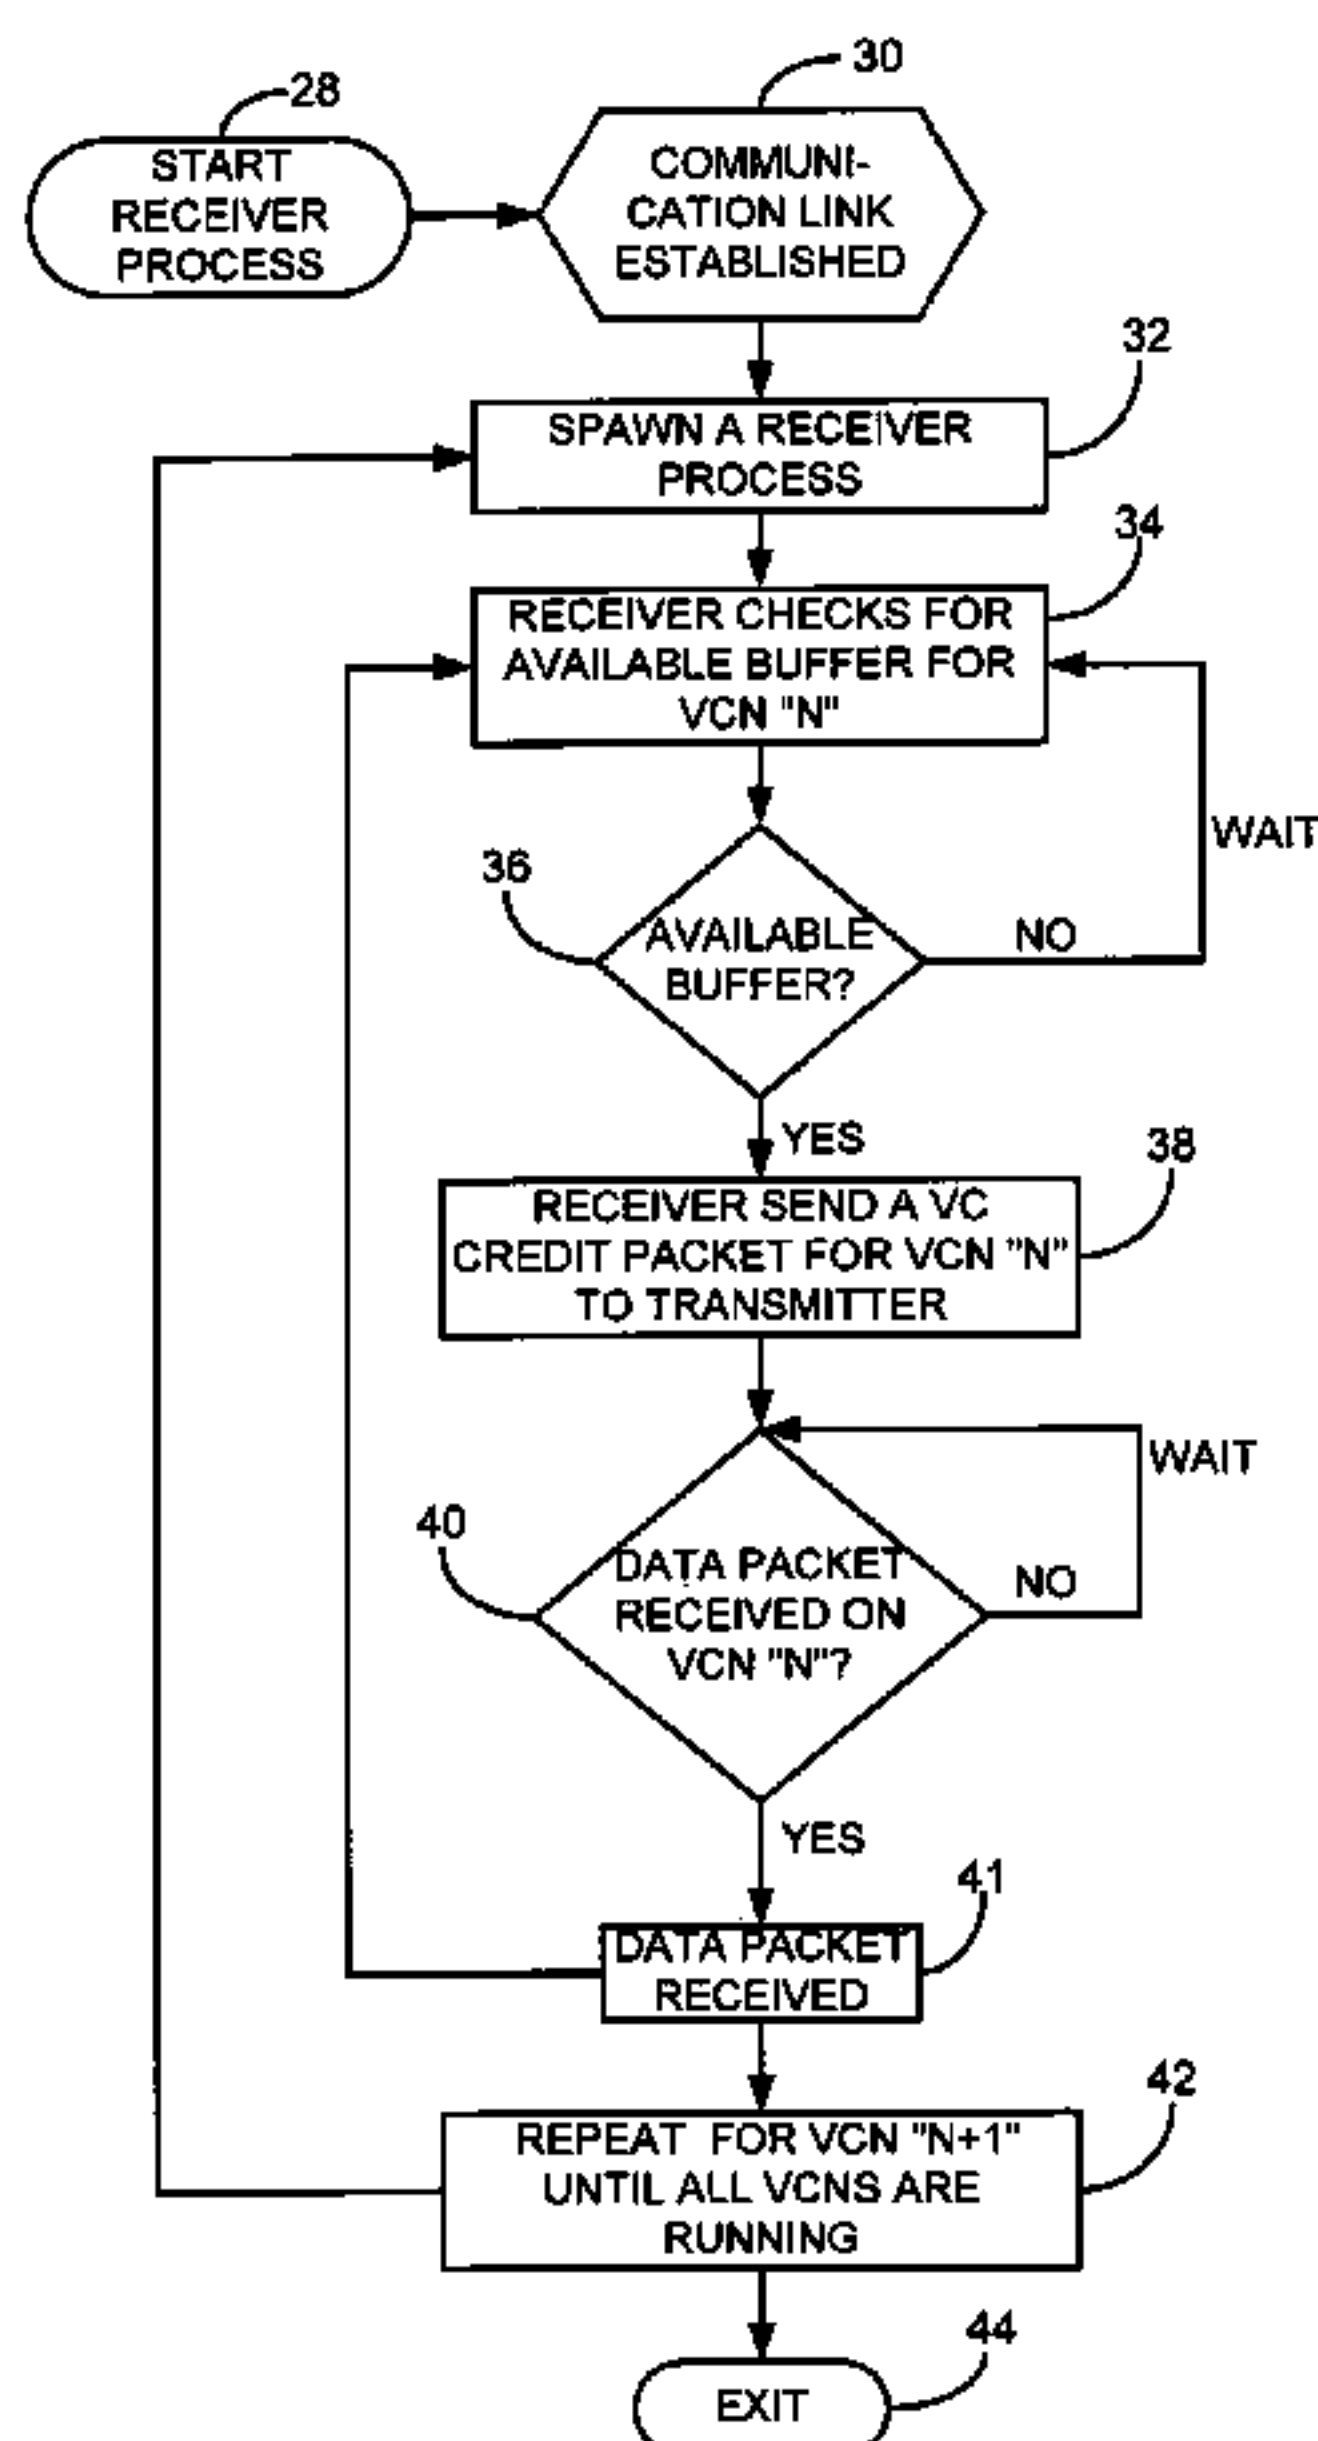 30
28
START
RECEIVER
PROCESS
COMMUNI-
CATION LINK
ESTABLISHED
32
SPAWN A RECEIVER
PROCESS
34
RECEIVER CHECKS FOR
AVAILABLE BUFFER FOR
VCN "N"
WAIT
36
AVAILABLE
BUFFER?
NO
YES
38
RECEIVER SEND A VC
CREDIT PACKET FOR VCN "N"
TO TRANSMITTER
WAIT
40
DATA PACKET
RECEIVED ON
VCN "N"?
NO
YES
41
DATA PACKET
RECEIVED
42
REPEAT FOR VCN "N+1"
UNTIL ALL VCNS ARE
RUNNING
44
EXIT